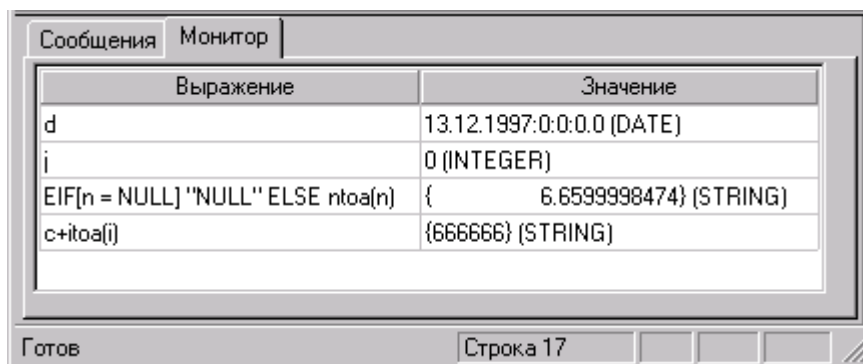 Сообщения Монитор
Выражение Значение
d 13.12.1997:0:0:0.0 (DATE)
j 0 (INTEGER)
EIF[n = NULL] "NULL" ELSE ntoa(n) { 6.6599998474} (STRING)
c+itoa(i) {666666} (STRING)
Готов Строка 17